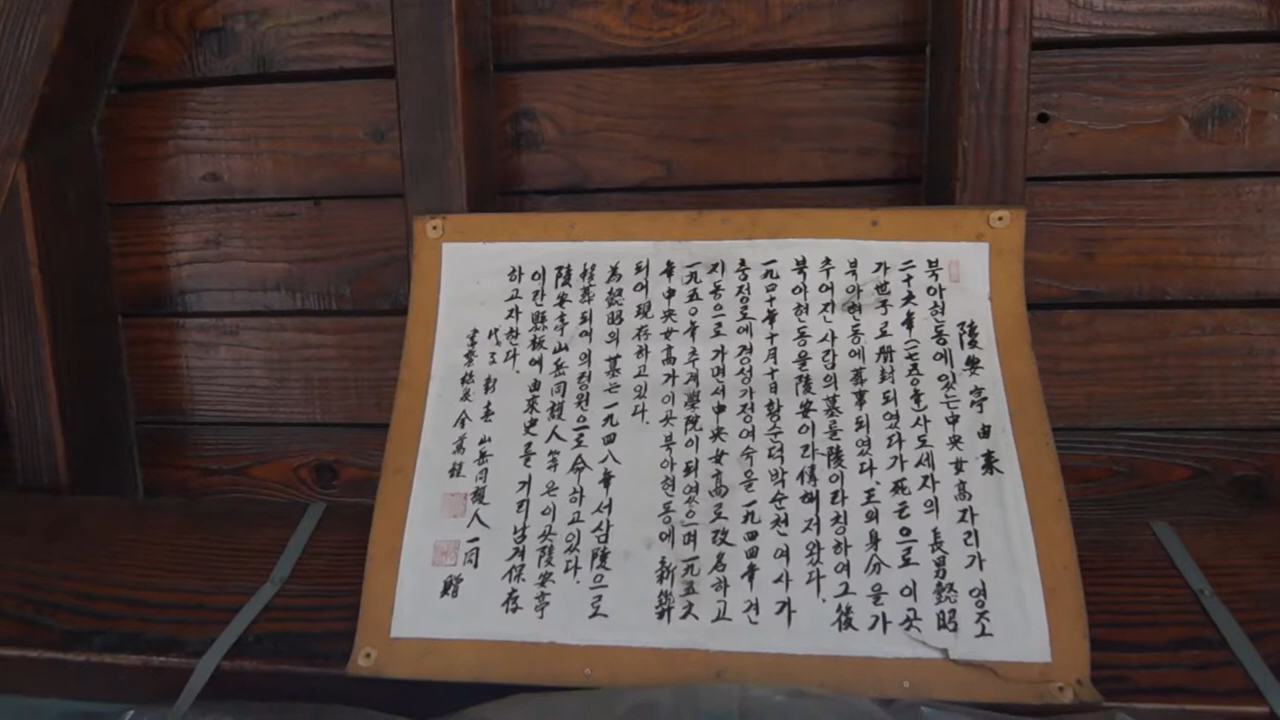 陵安亭由來
북아현동에 있는 中央女高 자리가 영조
二十六年(一七五○年) 사도세자의 長男 懿昭
가 世子로 册封되였다가 死亡으로 이곳
북아현동에 葬事되였다. 王의 身分을 가
추어진 사람의 墓를 陵이라 칭하여 그 後
북아현동을 陵安이라 傳해저 왔다.
一九四十年 十月 十日 황순덕 박순천 여사가
충정로에 경성가정여숙을 一九四四年 견
지동으로 가면서 中央女高로 改名하고
一九五○年 추계學院이 되였으며 一九五六
年 中央女高가 이곳 북아현동에 新築
되어 現存하고 있다.
為 懿昭의 墓는 一九四八年 서삼陵으로
移葬되여 의령원으로 命하고 있다.
陵安亭 山岳同護人 等은 이곳 陵安亭
이란 縣板에 由來史를 기리 남겨 保存
하고자 한다.
山岳同護人一同 贈
金萬